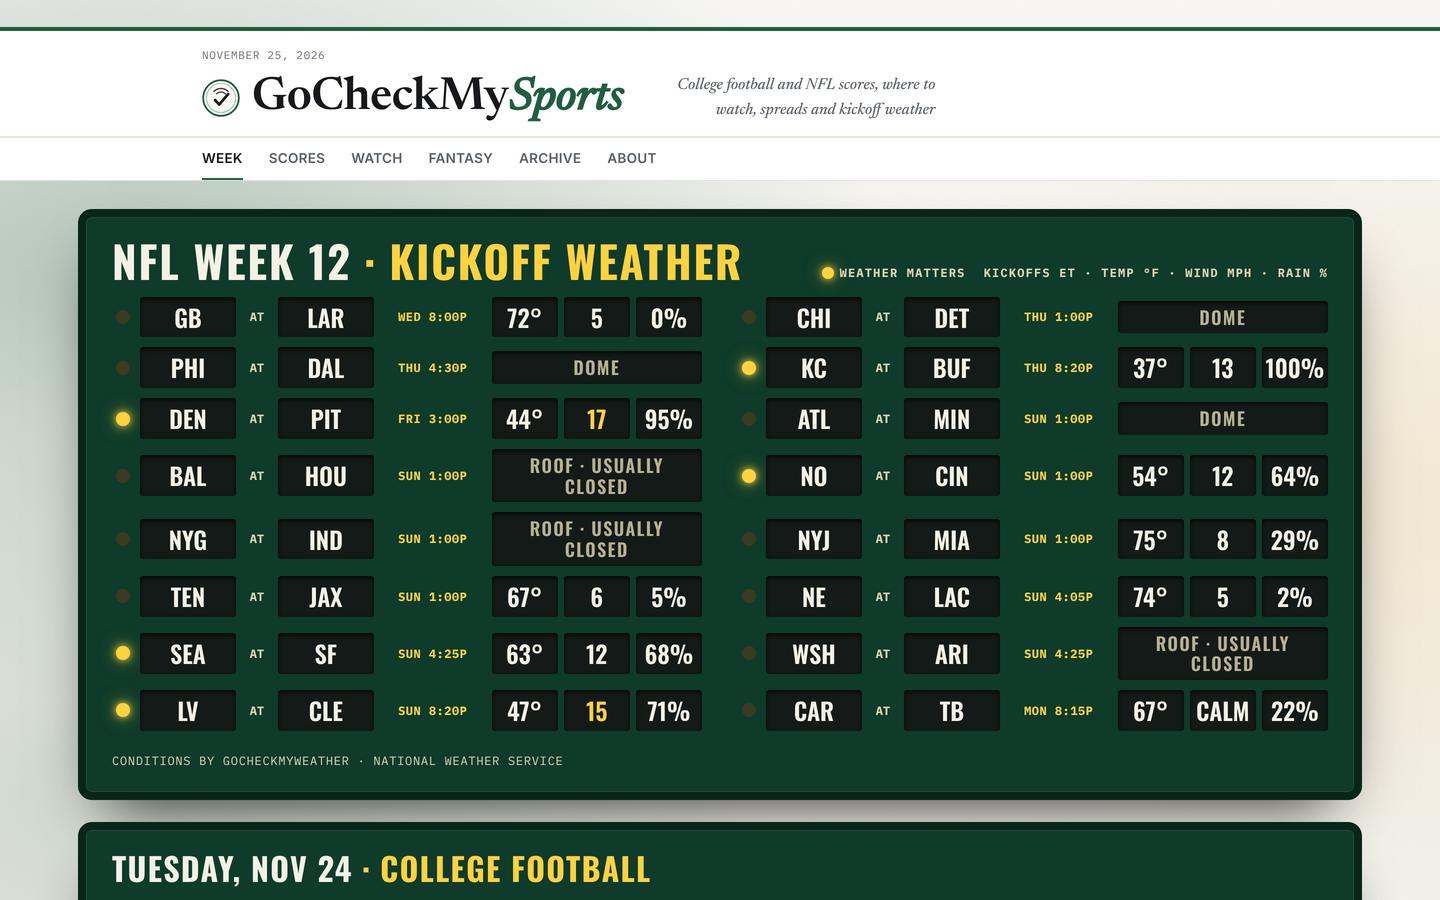 NOVEMBER 25, 2026
GoCheckMySports
College football and NFL scores, where to
watch, spreads and kickoff weather
WEEK SCORES WATCH FANTASY ARCHIVE ABOUT
NFL WEEK 12 · KICKOFF WEATHER
WEATHER MATTERS KICKOFFS ET · TEMP °F · WIND MPH · RAIN %
GB AT LAR WED 8:00P 72° 5 0%
CHI AT DET THU 1:00P DOME
PHI AT DAL THU 4:30P DOME
KC AT BUF THU 8:20P 37° 13 100%
DEN AT PIT FRI 3:00P 44° 17 95%
ATL AT MIN SUN 1:00P DOME
BAL AT HOU SUN 1:00P ROOF · USUALLY CLOSED
NO AT CIN SUN 1:00P 54° 12 64%
NYG AT IND SUN 1:00P ROOF · USUALLY CLOSED
NYJ AT MIA SUN 1:00P 75° 8 29%
TEN AT JAX SUN 1:00P 67° 6 5%
NE AT LAC SUN 4:05P 74° 5 2%
SEA AT SF SUN 4:25P 63° 12 68%
WSH AT ARI SUN 4:25P ROOF · USUALLY CLOSED
LV AT CLE SUN 8:20P 47° 15 71%
CAR AT TB MON 8:15P 67° CALM 22%
CONDITIONS BY GOCHECKMYWEATHER · NATIONAL WEATHER SERVICE
TUESDAY, NOV 24 · COLLEGE FOOTBALL